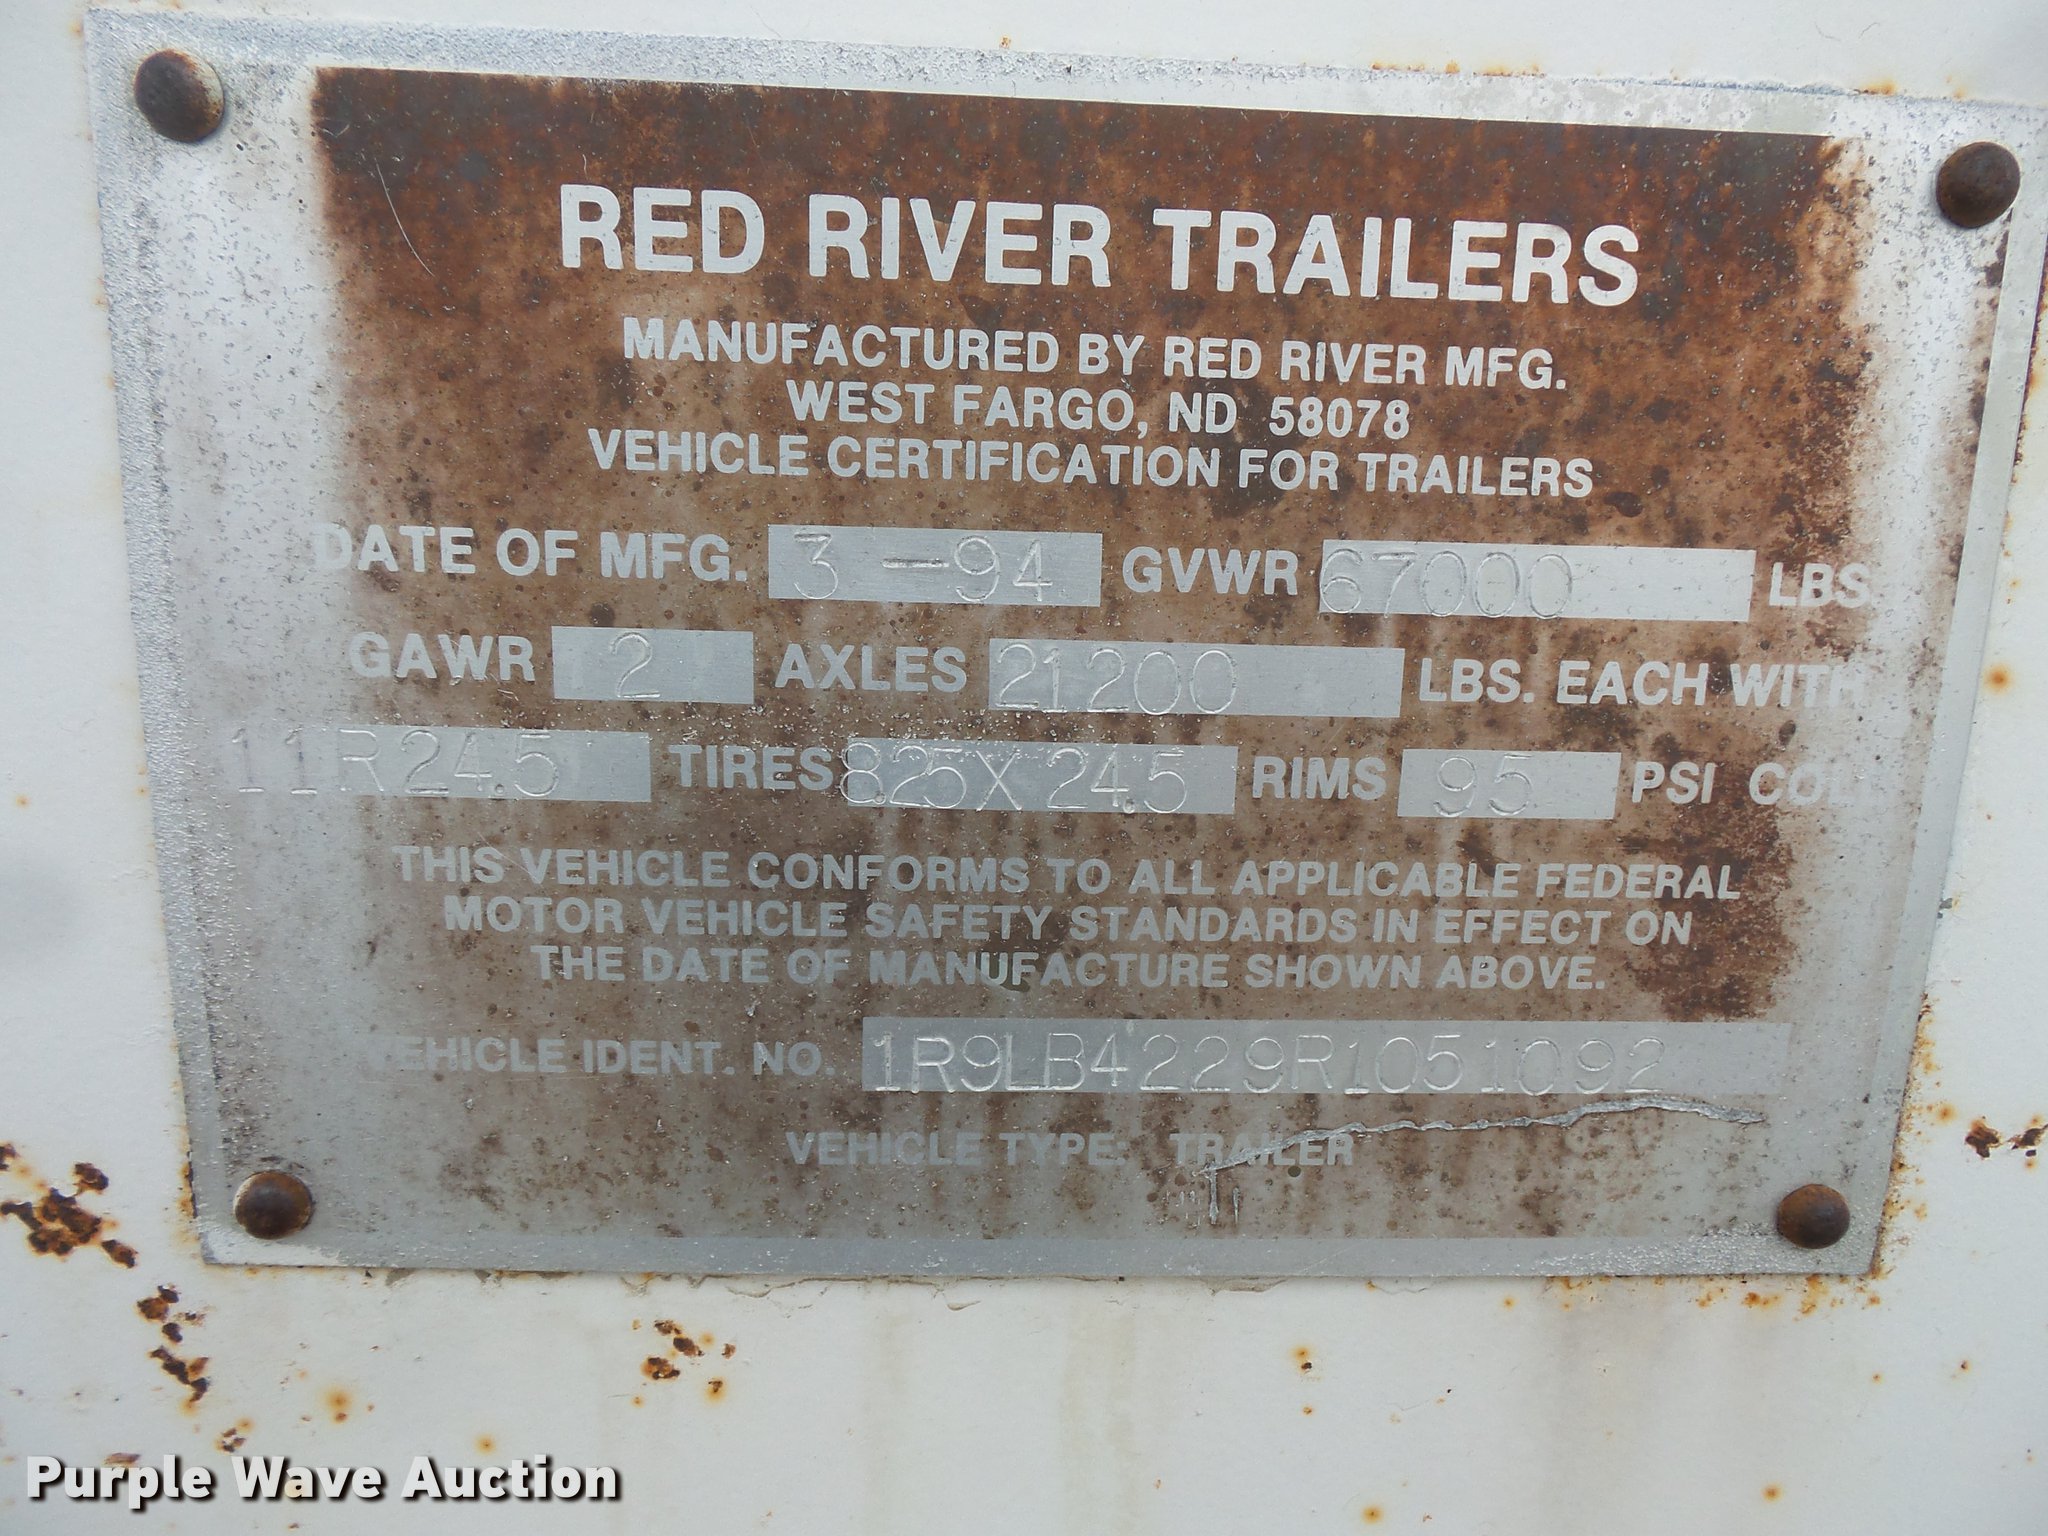 RED RIVER TRAILERS
MANUFACTURED BY RED RIVER MFG.
WEST FARGO, ND 58078
VEHICLE CERTIFICATION FOR TRAILERS
DATE OF MFG. 3-94 GVWR 67000 LBS.
GAWR 2 AXLES 21200 LBS. EACH WITH
11R24.5 TIRES 8.25X24.5 RIMS 95 PSI COLD
THIS VEHICLE CONFORMS TO ALL APPLICABLE FEDERAL
MOTOR VEHICLE SAFETY STANDARDS IN EFFECT ON
THE DATE OF MANUFACTURE SHOWN ABOVE.
VEHICLE IDENT. NO. 1R9LB4229R1051092
VEHICLE TYPE: TRAILER
Purple Wave Auction